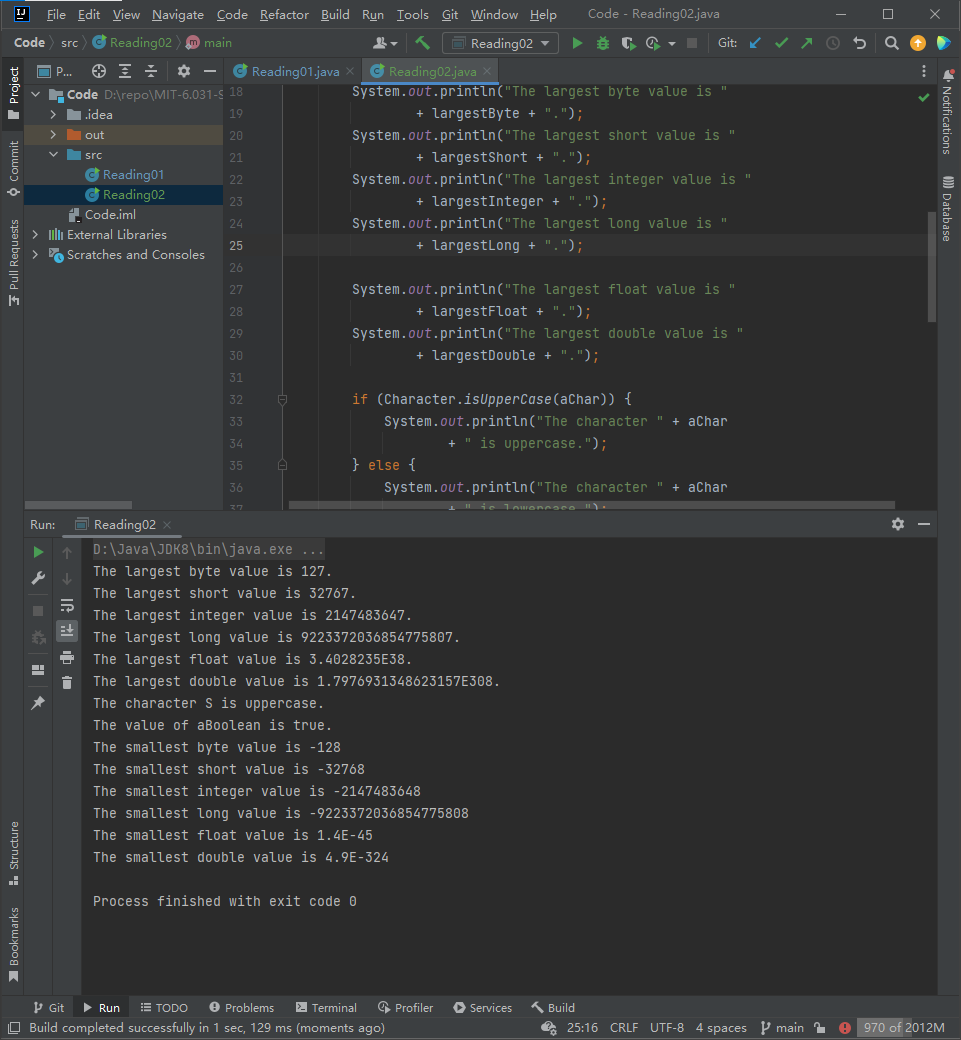 File Edit View Navigate Code Refactor Build Run Tools Git Window Help Code - Reading02.java
Code src Reading02 main Reading02 Git:
P... Reading01.java Reading02.java
Project
Commit
Pull Requests
Code D:\repo\MIT-6.031-S
.idea
out
src
Reading01
Reading02
Code.iml
External Libraries
Scratches and Consoles
18 System.out.println("The largest byte value is "
19 + largestByte + ".");
20 System.out.println("The largest short value is "
21 + largestShort + ".");
22 System.out.println("The largest integer value is "
23 + largestInteger + ".");
24 System.out.println("The largest long value is "
25 + largestLong + ".");
26
27 System.out.println("The largest float value is "
28 + largestFloat + ".");
29 System.out.println("The largest double value is "
30 + largestDouble + ".");
31
32 if (Character.isUpperCase(aChar)) {
33 System.out.println("The character " + aChar
34 + " is uppercase.");
35 } else {
36 System.out.println("The character " + aChar
37 + " is lowercase.");
Notifications
Database
Run: Reading02
D:\Java\JDK8\bin\java.exe ...
The largest byte value is 127.
The largest short value is 32767.
The largest integer value is 2147483647.
The largest long value is 9223372036854775807.
The largest float value is 3.4028235E38.
The largest double value is 1.7976931348623157E308.
The character S is uppercase.
The value of aBoolean is true.
The smallest byte value is -128
The smallest short value is -32768
The smallest integer value is -2147483648
The smallest long value is -9223372036854775808
The smallest float value is 1.4E-45
The smallest double value is 4.9E-324
Process finished with exit code 0
Structure
Bookmarks
Git Run TODO Problems Terminal Profiler Services Build
Build completed successfully in 1 sec, 129 ms (moments ago) 25:16 CRLF UTF-8 4 spaces main 970 of 2012M